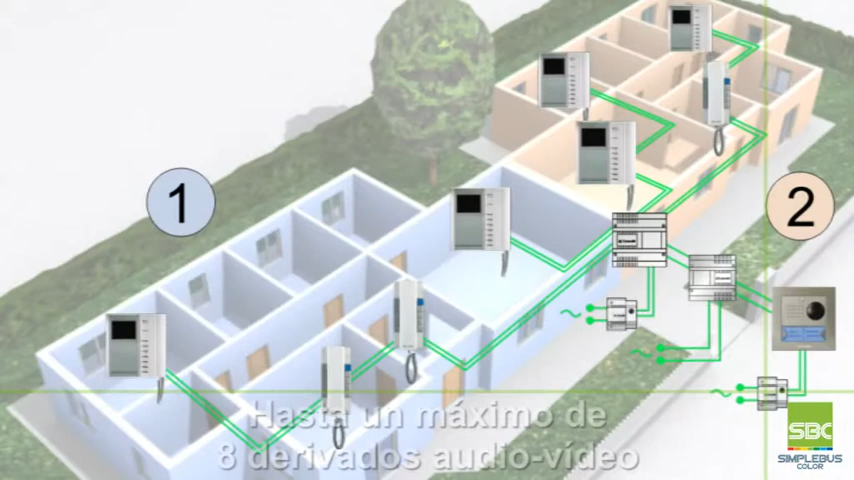 1
2
Hasta un máximo de
8 derivados audio-vídeo
SBC
SIMPLEBUS
COLOR